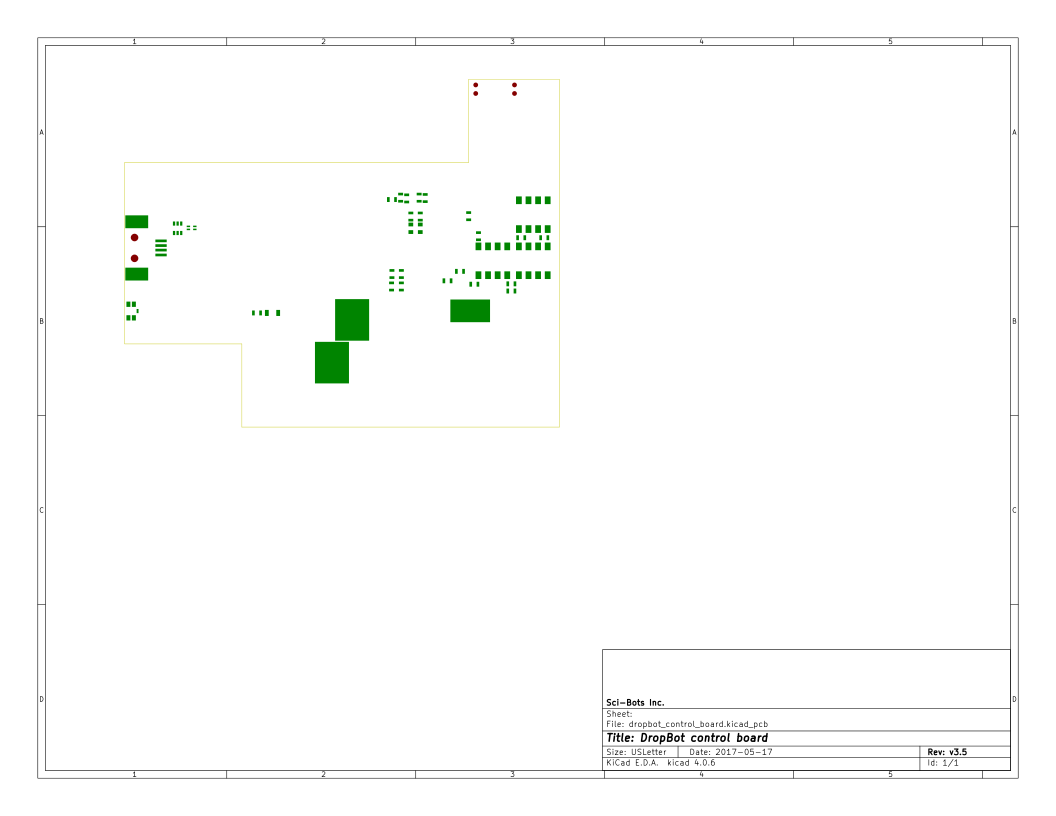 1 2 3 4 5
A A
B B
C C
D D
Sci-Bots Inc.
Sheet:
File: dropbot_control_board.kicad_pcb
Title: DropBot control board
Size: USLetter Date: 2017-05-17 Rev: v3.5
KiCad E.D.A. kicad 4.0.6 Id: 1/1
1 2 3 4 5